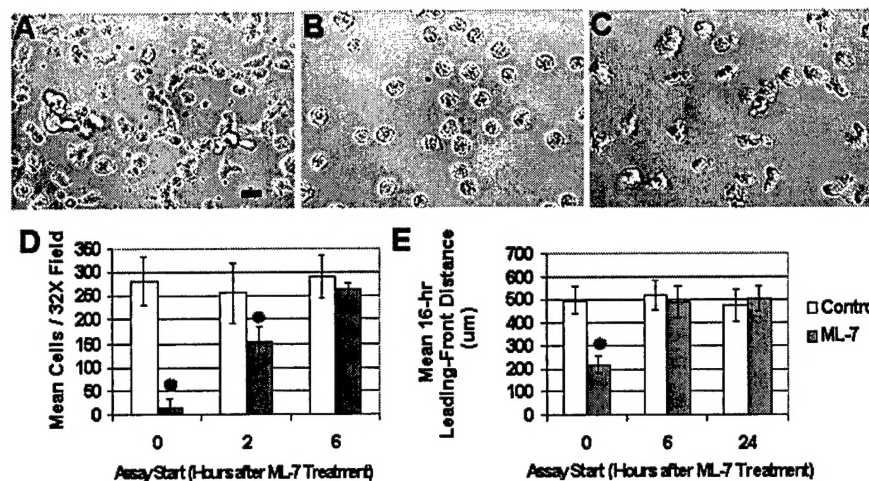 A B C
D
350
300
250
200
150
100
50
0
Mean Cells / 32X Field
0 2 6
Assay Start (Hours after ML-7 Treatment)
E
700
600
500
400
300
200
100
0
Mean 16-hr
Leading-Front Distance
(um)
0 6 24
Assay Start (Hours after ML-7 Treatment)
Contro
ML-7